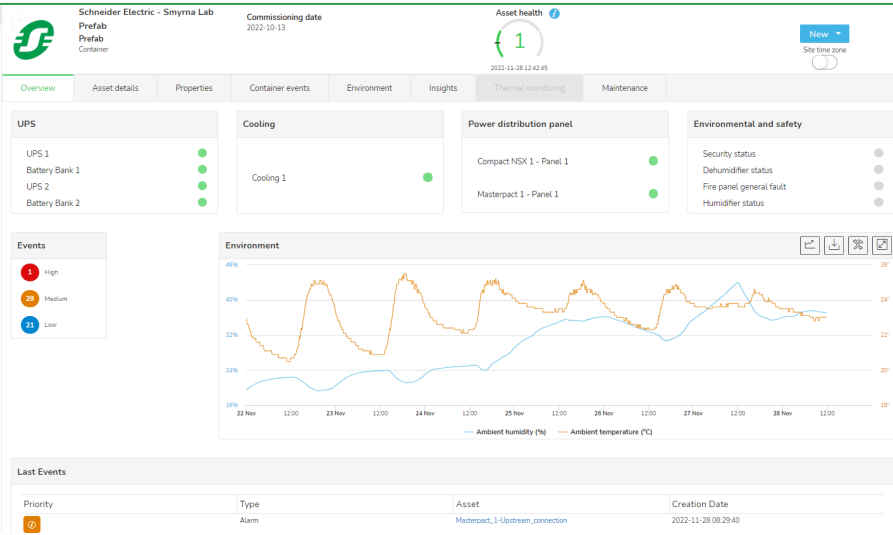 Schneider Electric - Smyrna Lab
Prefab
Prefab
Container
Commissioning date
2022-10-13
Asset health
1
2022-11-28 12:42:45
New
Site time zone
Overview
Asset details
Properties
Container events
Environment
Insights
Thermal monitoring
Maintenance
UPS
UPS 1
Battery Bank 1
UPS 2
Battery Bank 2
Cooling
Cooling 1
Power distribution panel
Compact NSX 1 - Panel 1
Masterpact 1 - Panel 1
Environmental and safety
Security status
Dehumidifier status
Fire panel general fault
Humidifier status
Events
1 High
29 Medium
21 Low
Environment
48%
40%
32%
24%
16%
26°
24°
22°
20°
18°
22 Nov 12:00 23 Nov 12:00 24 Nov 12:00 25 Nov 12:00 26 Nov 12:00 27 Nov 12:00 28 Nov 12:00
Ambient humidity (%) Ambient temperature (°C)
Last Events
Priority Type Asset Creation Date
Alarm Masterpact_1-Upstream_connection 2022-11-28 08:29:40